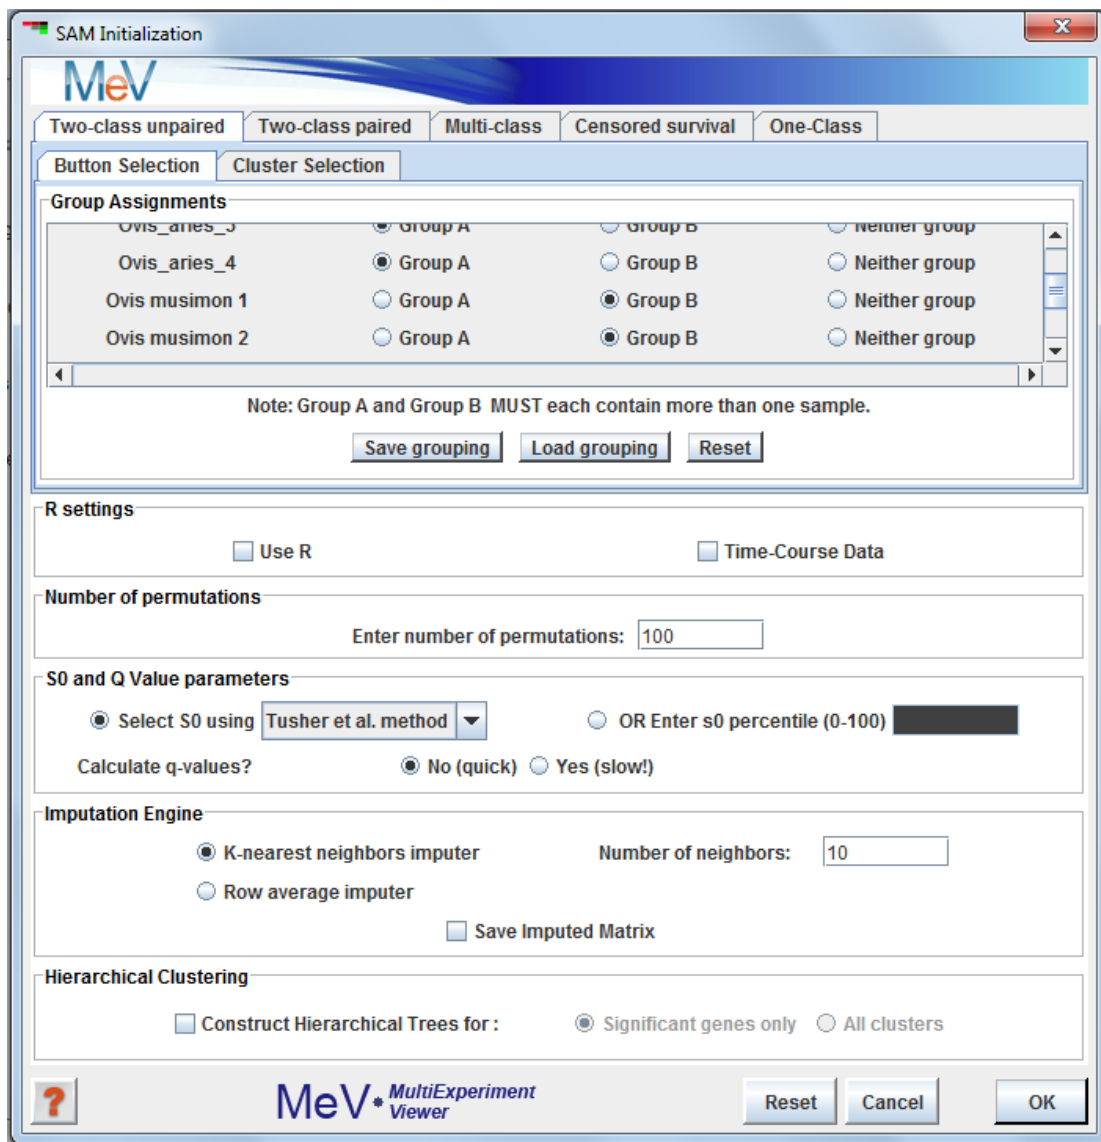 SAM Initialization
MeV
Two-class unpaired Two-class paired Multi-class Censored survival One-Class
Button Selection Cluster Selection
Group Assignments
Ovis_aries_3 Group A Group B Neither group
Ovis_aries_4 Group A Group B Neither group
Ovis musimon 1 Group A Group B Neither group
Ovis musimon 2 Group A Group B Neither group
Note: Group A and Group B MUST each contain more than one sample.
Save grouping Load grouping Reset
R settings
Use R Time-Course Data
Number of permutations
Enter number of permutations: 100
S0 and Q Value parameters
Select S0 using Tusher et al. method OR Enter s0 percentile (0-100)
Calculate q-values? No (quick) Yes (slow!)
Imputation Engine
K-nearest neighbors imputer Number of neighbors: 10
Row average imputer
Save Imputed Matrix
Hierarchical Clustering
Construct Hierarchical Trees for : Significant genes only All clusters
? MeV MultiExperiment Viewer Reset Cancel OK